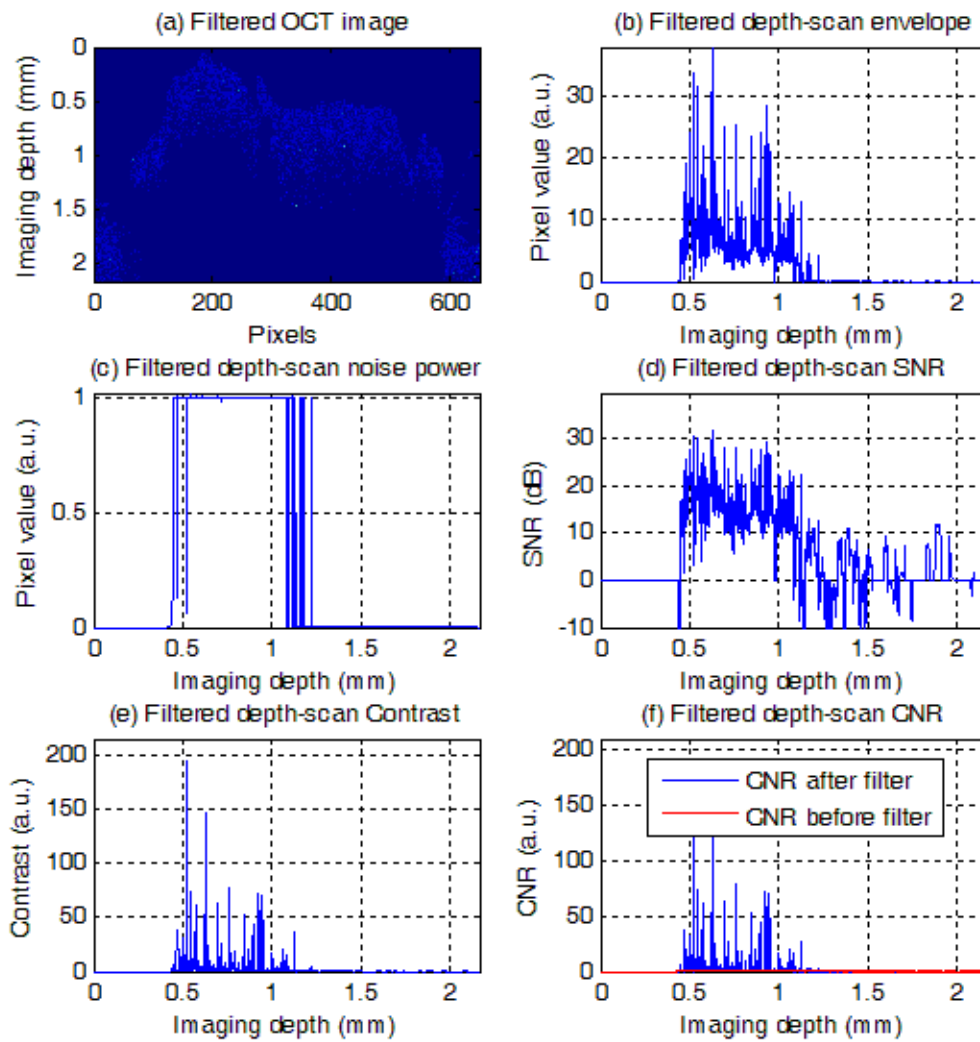 (a) Filtered OCT image
Imaging depth (mm)
0
0.5
1
1.5
2
0 200 400 600
Pixels
(b) Filtered depth-scan envelope
Pixel value (a.u.)
30
20
10
0
0 0.5 1 1.5 2
Imaging depth (mm)
(c) Filtered depth-scan noise power
Pixel value (a.u.)
1
0.5
0
0 0.5 1 1.5 2
Imaging depth (mm)
(d) Filtered depth-scan SNR
SNR (dB)
30
20
10
0
-10
0 0.5 1 1.5 2
Imaging depth (mm)
(e) Filtered depth-scan Contrast
Contrast (a.u.)
200
150
100
50
0
0 0.5 1 1.5 2
Imaging depth (mm)
(f) Filtered depth-scan CNR
CNR (a.u.)
200
150
100
50
0
CNR after filter
CNR before filter
0 0.5 1 1.5 2
Imaging depth (mm)